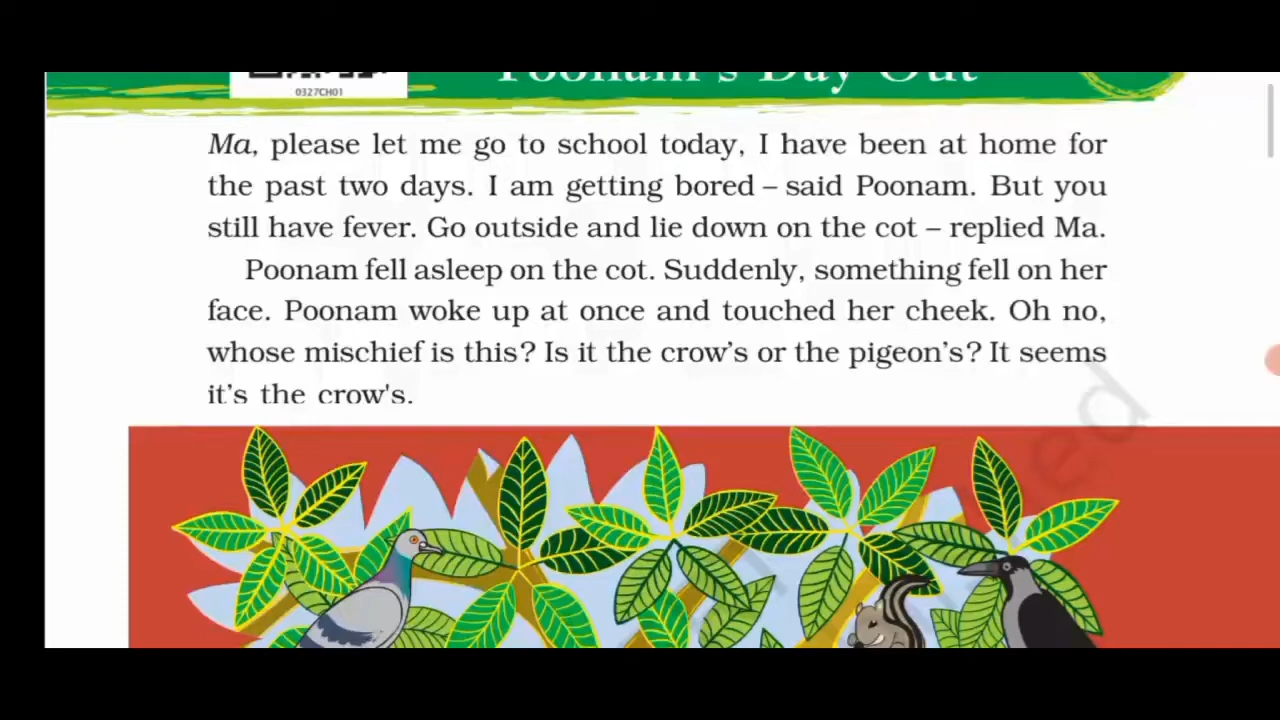 Poonam's Day Out
0327CH01
Ma, please let me go to school today, I have been at home for
the past two days. I am getting bored – said Poonam. But you
still have fever. Go outside and lie down on the cot – replied Ma.
Poonam fell asleep on the cot. Suddenly, something fell on her
face. Poonam woke up at once and touched her cheek. Oh no,
whose mischief is this? Is it the crow's or the pigeon's? It seems
it's the crow's.